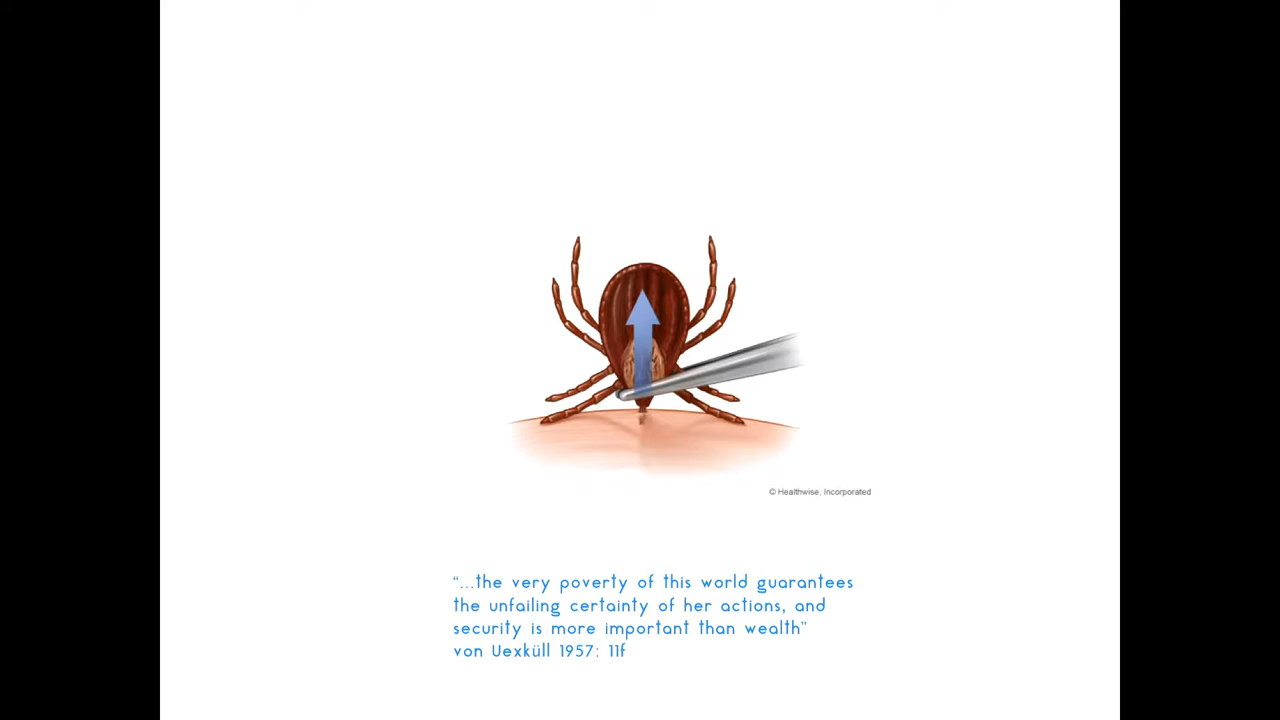 © Healthwise, Incorporated
"...the very poverty of this world guarantees
the unfailing certainty of her actions, and
security is more important than wealth"
von Uexküll 1957: 11f